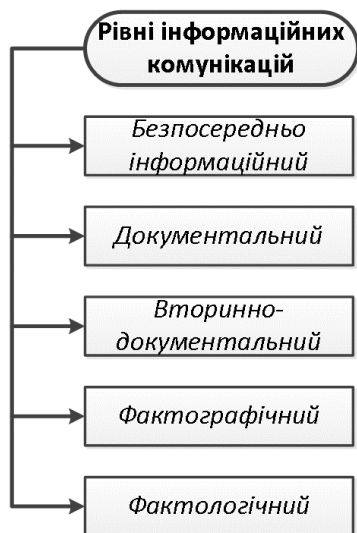 Рівні інформаційних
комунікацій
Безпосередньо
інформаційний
Документальний
Вторинно-
документальний
Фактографічний
Фактологічний